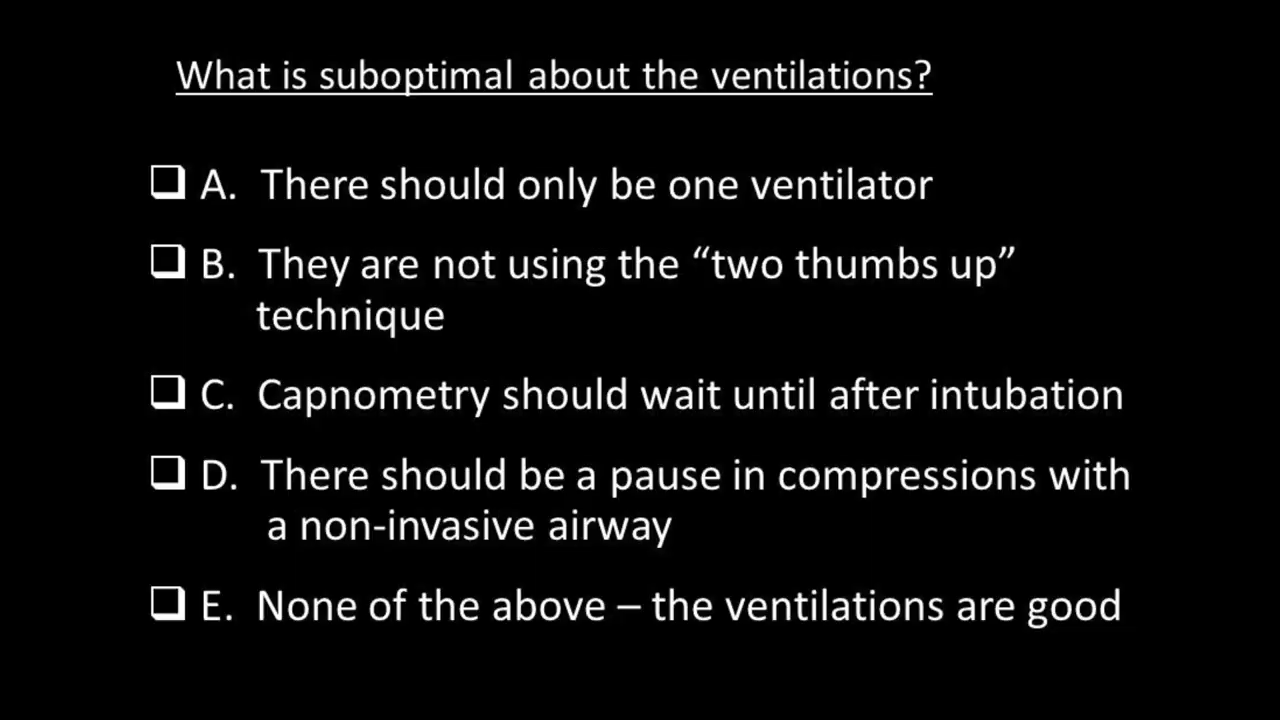 What is suboptimal about the ventilations?
A. There should only be one ventilator
B. They are not using the “two thumbs up”
technique
C. Capnometry should wait until after intubation
D. There should be a pause in compressions with
a non-invasive airway
E. None of the above – the ventilations are good